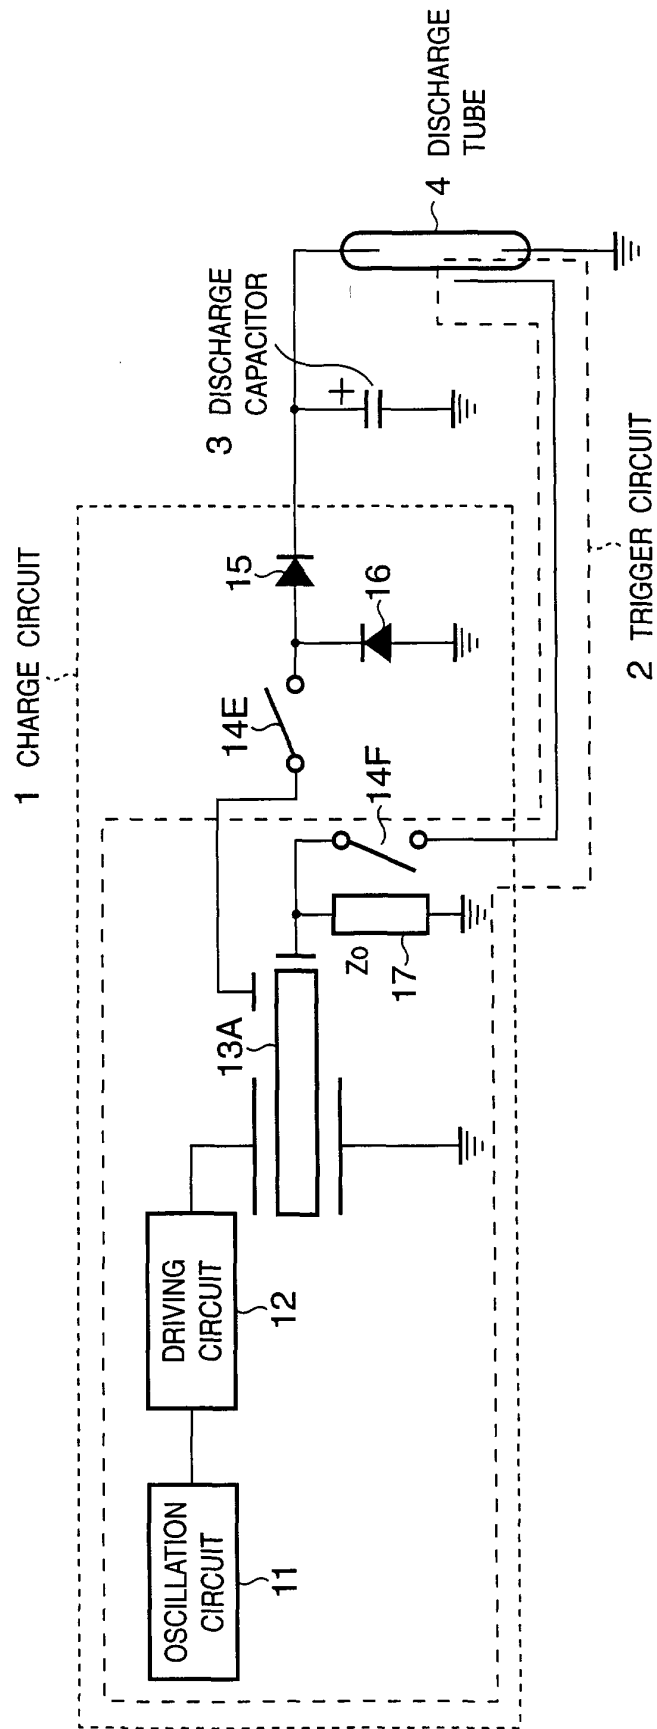 1 CHARGE CIRCUIT
OSCILLATION
CIRCUIT
11
DRIVING
CIRCUIT
12
13A
Zo
17
14E
14F
15
16
3 DISCHARGE
CAPACITOR
+
4 DISCHARGE
TUBE
2 TRIGGER CIRCUIT